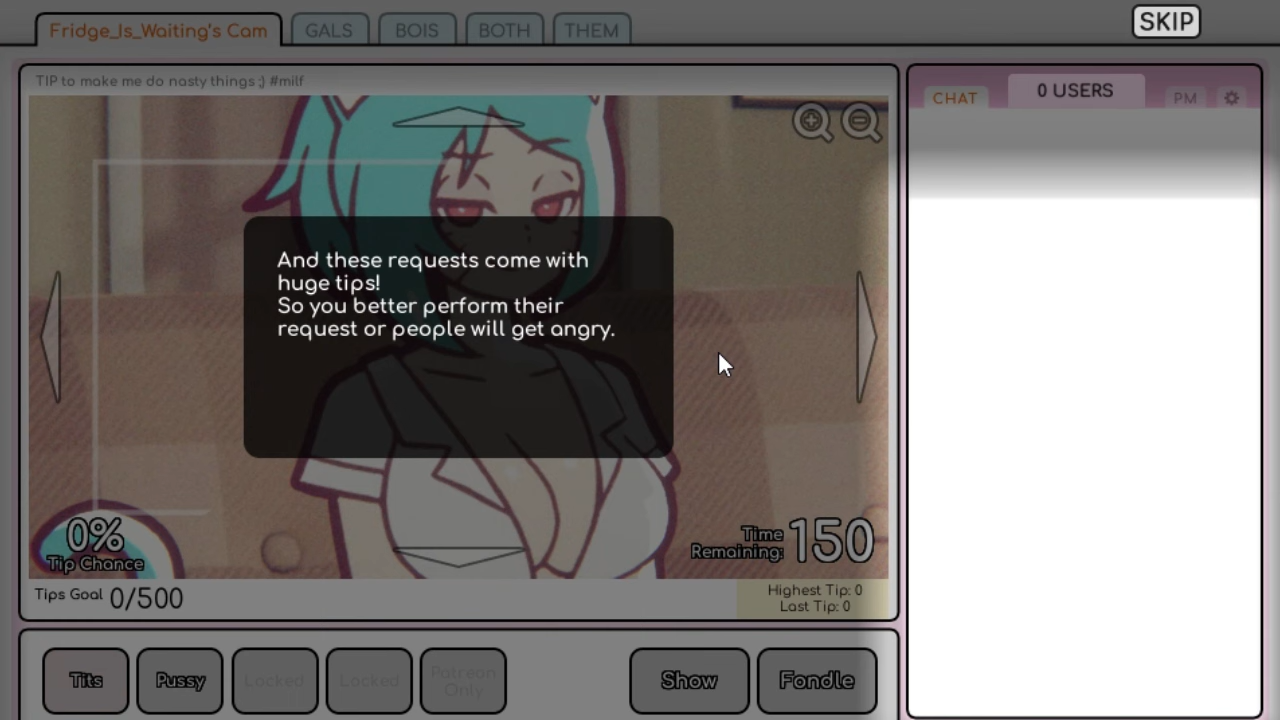 Fridge_Is_Waiting's Cam
GALS
BOIS
BOTH
THEM
SKIP
TIP to make me do nasty things ;) #milf
CHAT
0 USERS
PM
And these requests come with
huge tips!
So you better perform their
request or people will get angry.
0%
Tip Chance
Time
Remaining:
150
Tips Goal 0/500
Highest Tip: 0
Last Tip: 0
Tits
Pussy
Locked
Locked
Patreon
Only
Show
Fondle